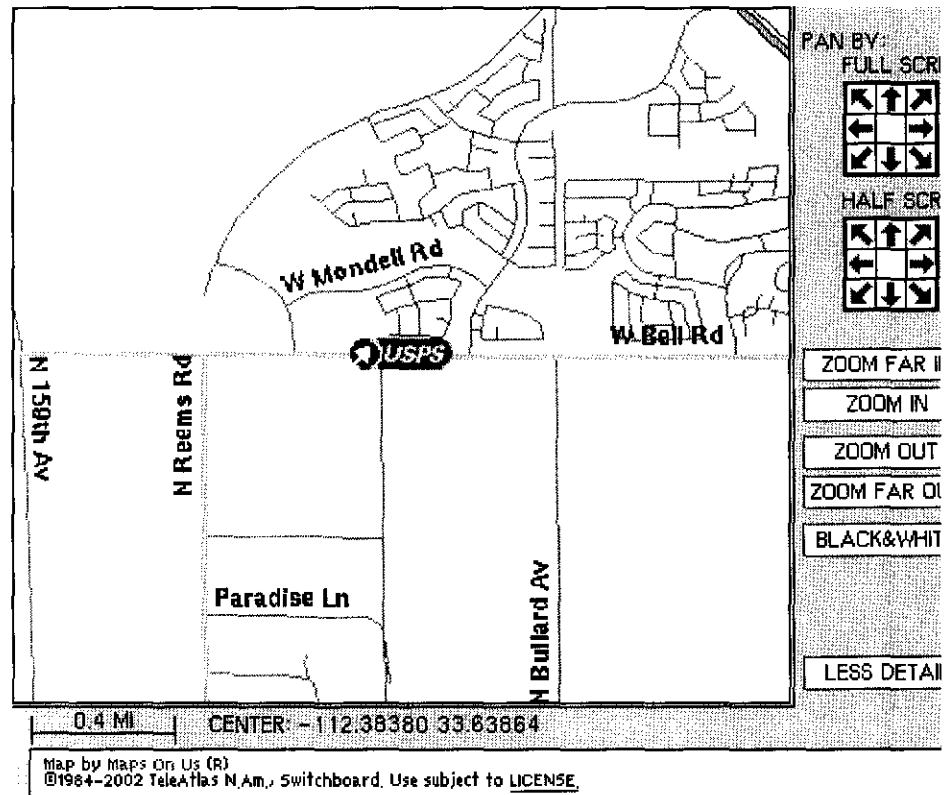 PAN BY:
FULL SCR
HALF SCR
W Mondell Rd
W Bell Rd
USPS
N 159th Av
N Reems Rd
ZOOM FAR I
ZOOM IN
ZOOM OUT
ZOOM FAR OU
BLACK&WHIT
Paradise Ln
N Bullard Av
LESS DETAI
0.4 MI
CENTER: -112.38380 33.63864
Map by Maps On Us (R)
©1984-2002 TeleAtlas N.Am., Switchboard. Use subject to LICENSE.